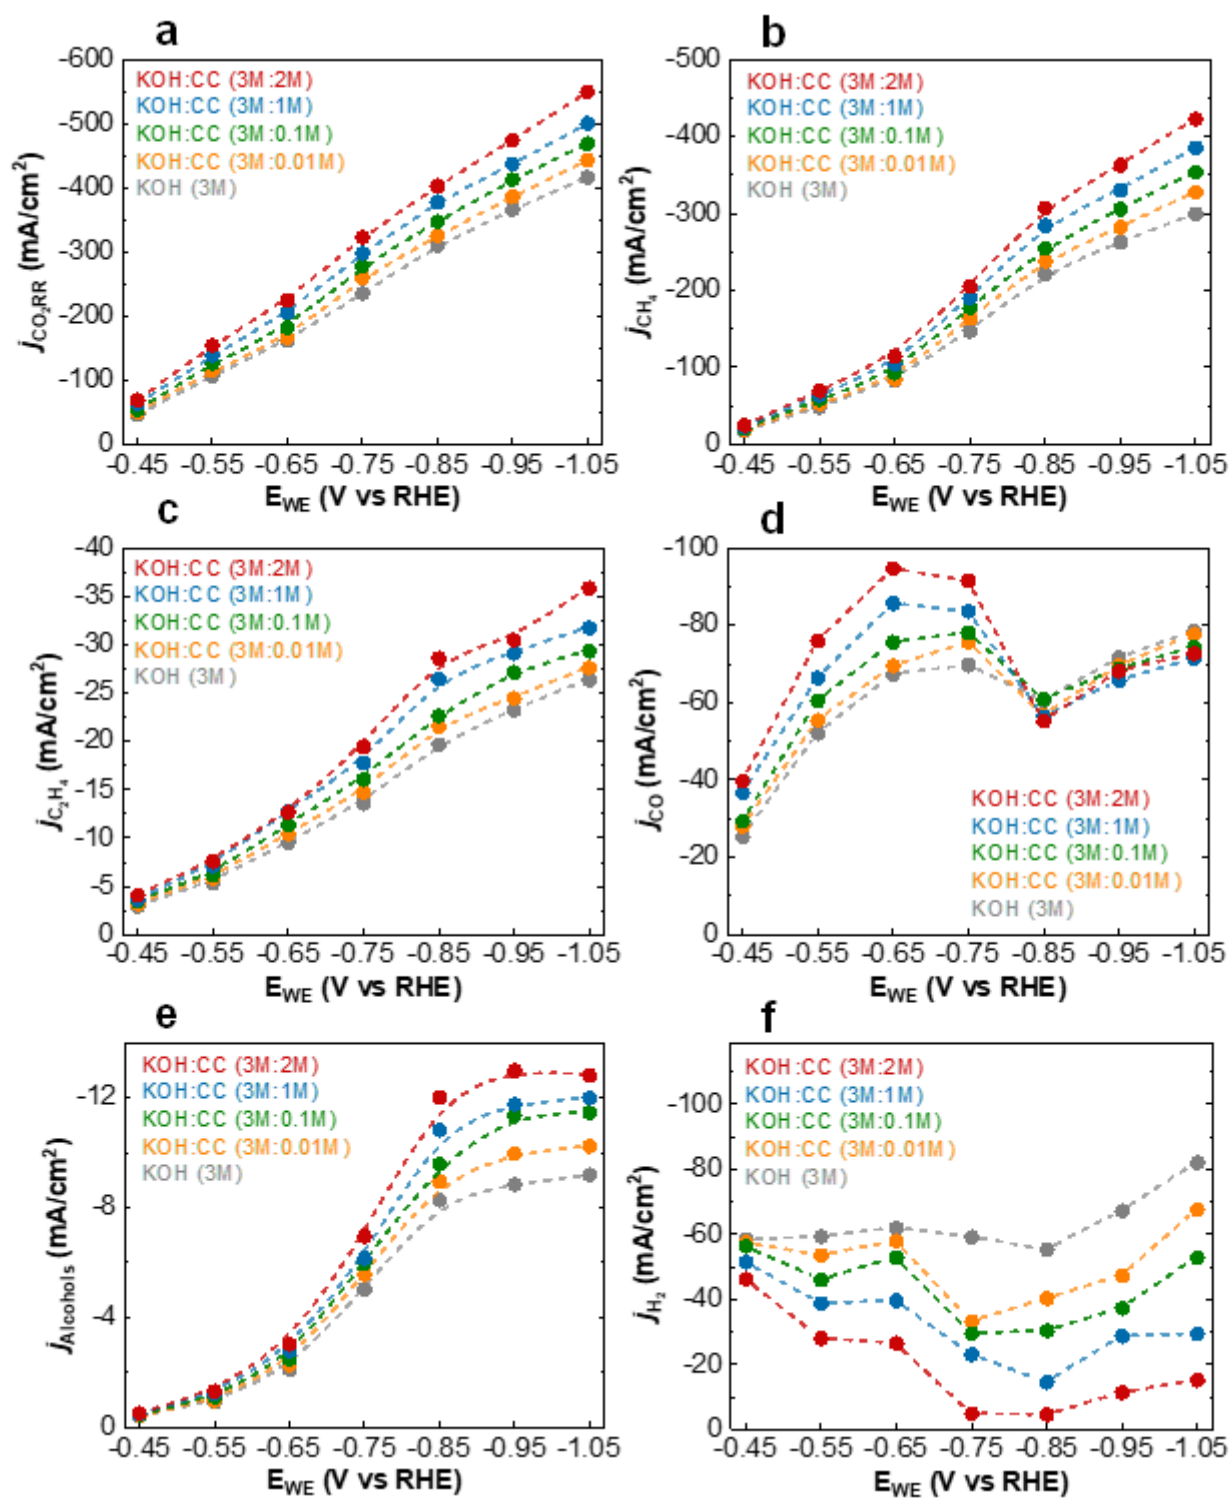 a
-600
-500
-400
-300
-200
-100
0
j CO₂RR (mA/cm²)
KOH:CC (3M:2M)
KOH:CC (3M:1M)
KOH:CC (3M:0.1M)
KOH:CC (3M:0.01M)
KOH (3M)
-0.45 -0.55 -0.65 -0.75 -0.85 -0.95 -1.05
E WE (V vs RHE)
b
-500
-400
-300
-200
-100
0
j CH₄ (mA/cm²)
KOH:CC (3M:2M)
KOH:CC (3M:1M)
KOH:CC (3M:0.1M)
KOH:CC (3M:0.01M)
KOH (3M)
-0.45 -0.55 -0.65 -0.75 -0.85 -0.95 -1.05
E WE (V vs RHE)
c
-40
-35
-30
-25
-20
-15
-10
-5
0
j C₂H₄ (mA/cm²)
KOH:CC (3M:2M)
KOH:CC (3M:1M)
KOH:CC (3M:0.1M)
KOH:CC (3M:0.01M)
KOH (3M)
-0.45 -0.55 -0.65 -0.75 -0.85 -0.95 -1.05
E WE (V vs RHE)
d
-100
-80
-60
-40
-20
0
j CO (mA/cm²)
KOH:CC (3M:2M)
KOH:CC (3M:1M)
KOH:CC (3M:0.1M)
KOH:CC (3M:0.01M)
KOH (3M)
-0.45 -0.55 -0.65 -0.75 -0.85 -0.95 -1.05
E WE (V vs RHE)
e
-12
-8
-4
0
j Alcohols (mA/cm²)
KOH:CC (3M:2M)
KOH:CC (3M:1M)
KOH:CC (3M:0.1M)
KOH:CC (3M:0.01M)
KOH (3M)
-0.45 -0.55 -0.65 -0.75 -0.85 -0.95 -1.05
E WE (V vs RHE)
f
-100
-80
-60
-40
-20
0
j H₂ (mA/cm²)
KOH:CC (3M:2M)
KOH:CC (3M:1M)
KOH:CC (3M:0.1M)
KOH:CC (3M:0.01M)
KOH (3M)
-0.45 -0.55 -0.65 -0.75 -0.85 -0.95 -1.05
E WE (V vs RHE)